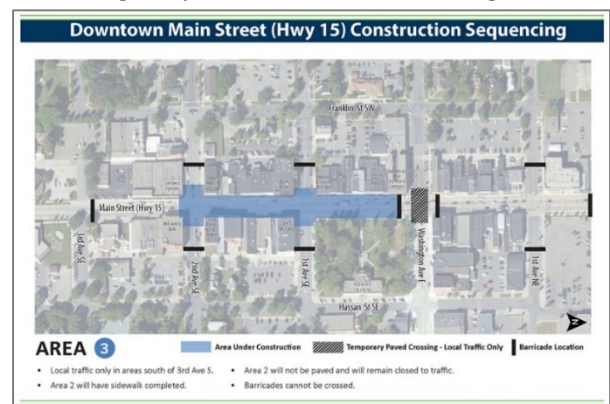 Downtown Main Street (Hwy 15) Construction Sequencing
Franklin St SW
Main Street (Hwy 15)
3rd Ave SE
2nd Ave SE
1st Ave SE
Washington Ave E
1st Ave NE
Hassan St SE
N
AREA 3
Area Under Construction
Temporary Paved Crossing - Local Traffic Only
Barricade Location
• Local traffic only in areas south of 3rd Ave S.
• Area 2 will not be paved and will remain closed to traffic.
• Area 2 will have sidewalk completed.
• Barricades cannot be crossed.